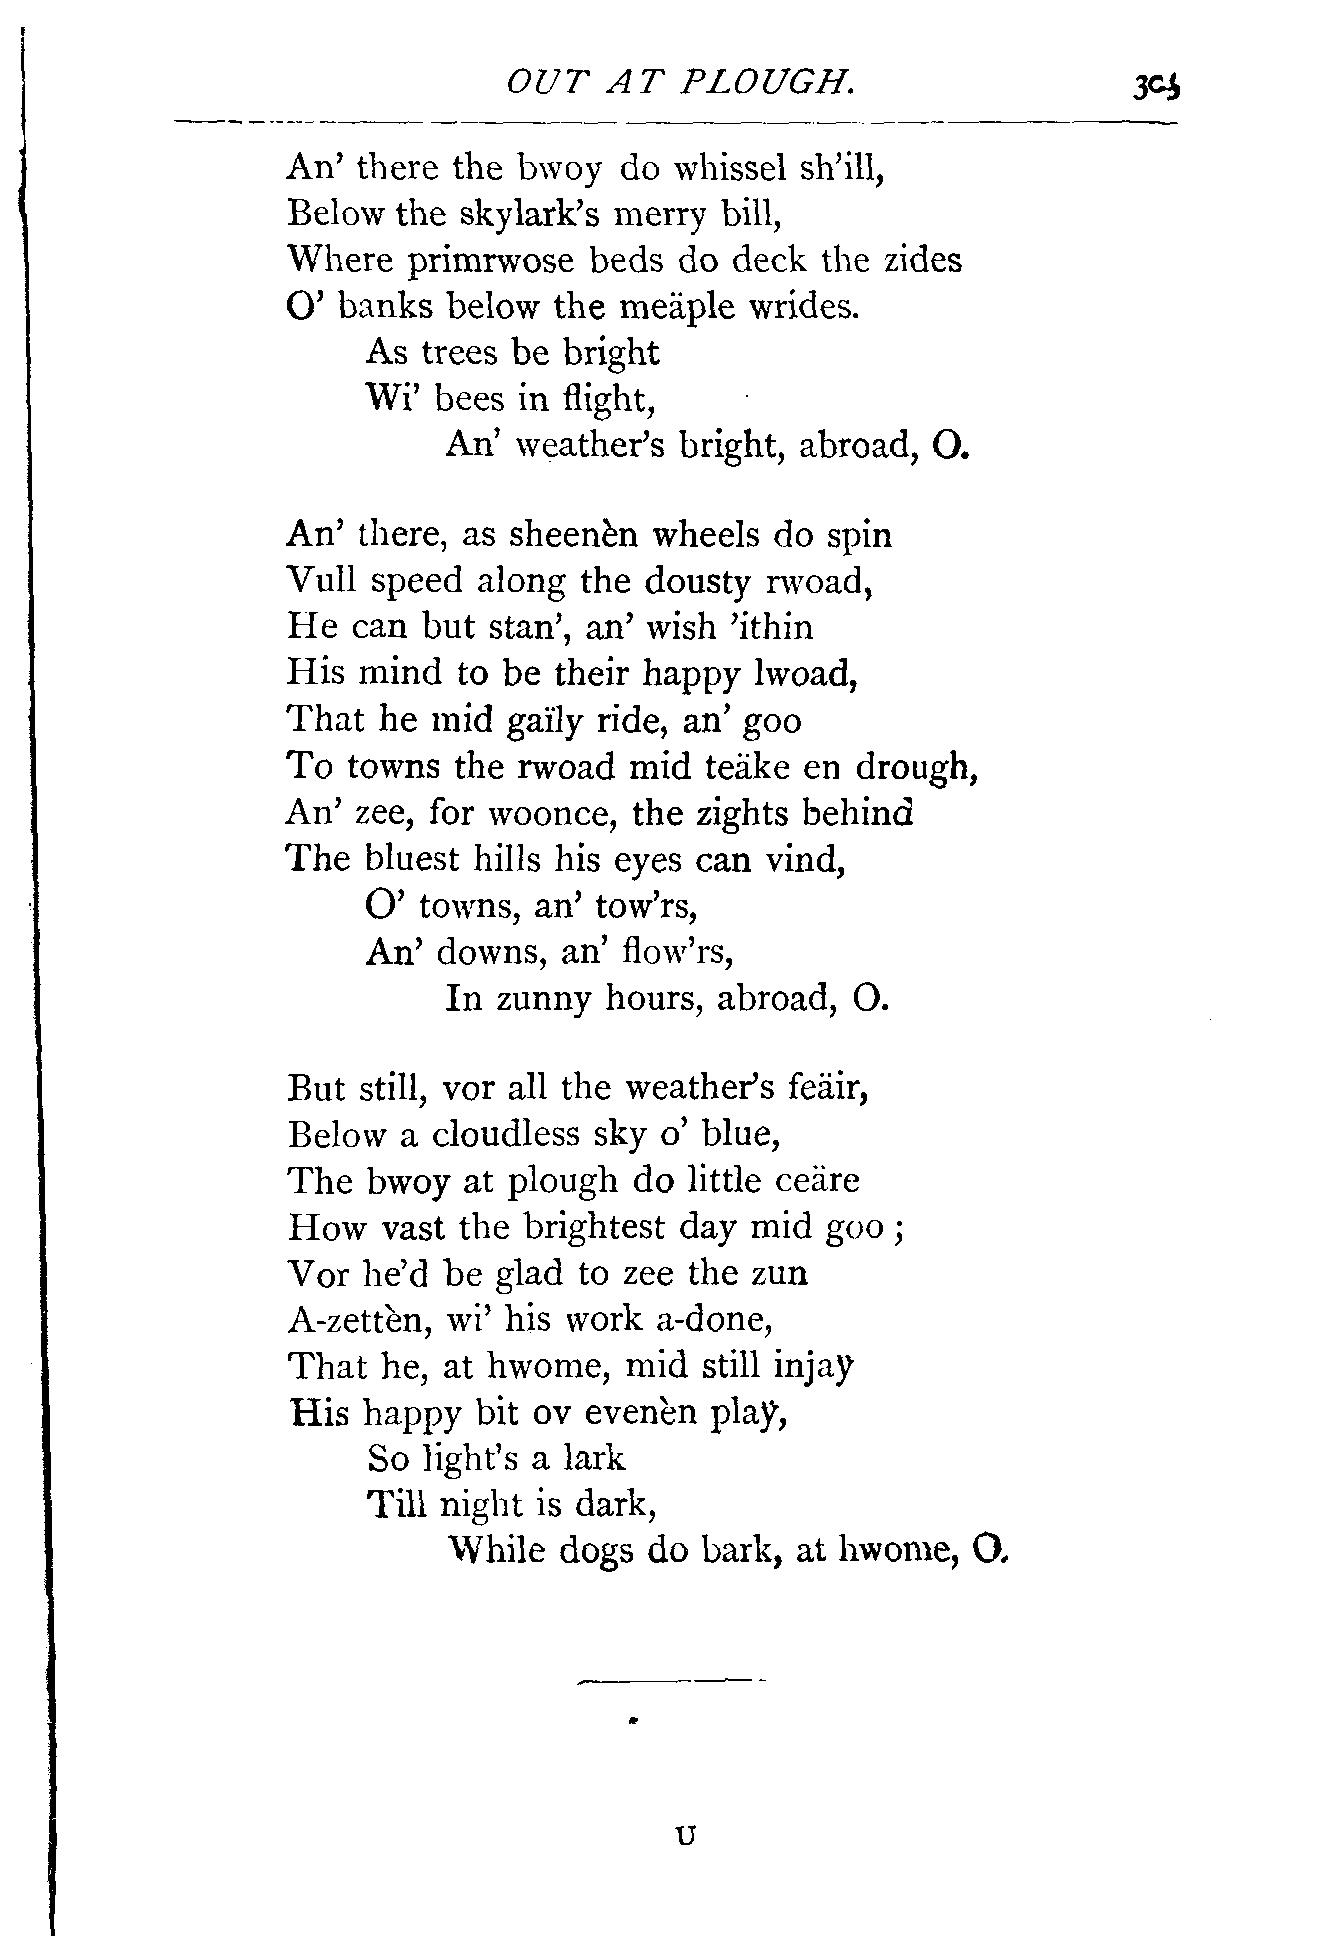 OUT AT PLOUGH.
An' there the bwoy do whissel sh'ill,
Below the skylark's merry bill,
Where primrwose beds do deck the zides
O' banks below the meäple wrides.
As trees be bright
Wi' bees in flight,
An' weather's bright, abroad, O.
An' there, as sheenèn wheels do spin
Vull speed along the dousty rwoad,
He can but stan', an' wish 'ithin
His mind to be their happy lwoad,
That he mid gaïly ride, an' goo
To towns the rwoad mid teäke en drough,
An' zee, for woonce, the zights behind
The bluest hills his eyes can vind,
O' towns, an' tow'rs,
An' downs, an' flow'rs,
In zunny hours, abroad, O.
But still, vor all the weather's feäir,
Below a cloudless sky o' blue,
The bwoy at plough do little ceäre
How vast the brightest day mid goo ;
Vor he'd be glad to zee the zun
A-zettèn, wi' his work a-done,
That he, at hwome, mid still injaÿ
His happy bit ov evenèn plaÿ,
So light's a lark
Till night is dark,
While dogs do bark, at hwome, O.
U